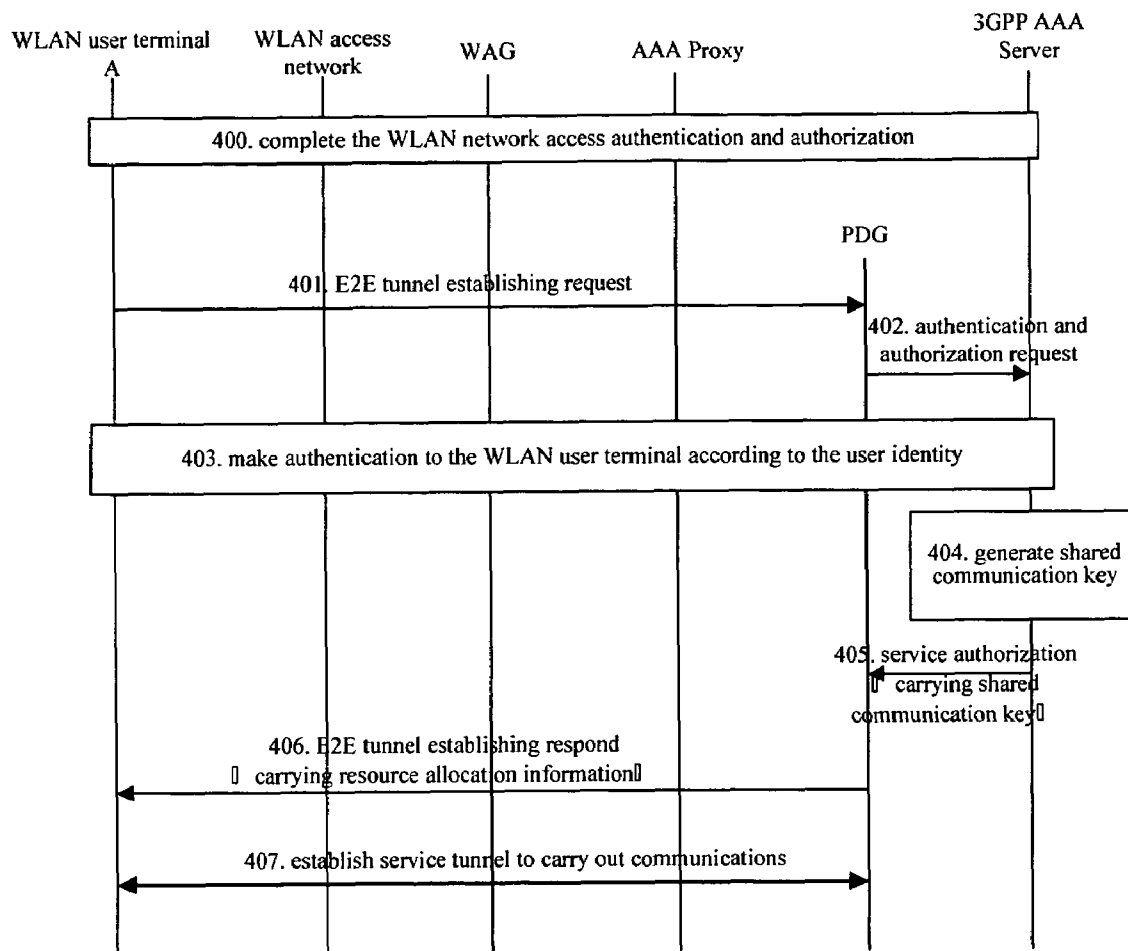 WLAN user terminal
A
WLAN access
network
WAG
AAA Proxy
3GPP AAA
Server
400. complete the WLAN network access authentication and authorization
PDG
401. E2E tunnel establishing request
402. authentication and
authorization request
403. make authentication to the WLAN user terminal according to the user identity
404. generate shared
communication key
405. service authorization
▯ carrying shared
communication key▯
406. E2E tunnel establishing respond
▯ carrying resource allocation information▯
407. establish service tunnel to carry out communications